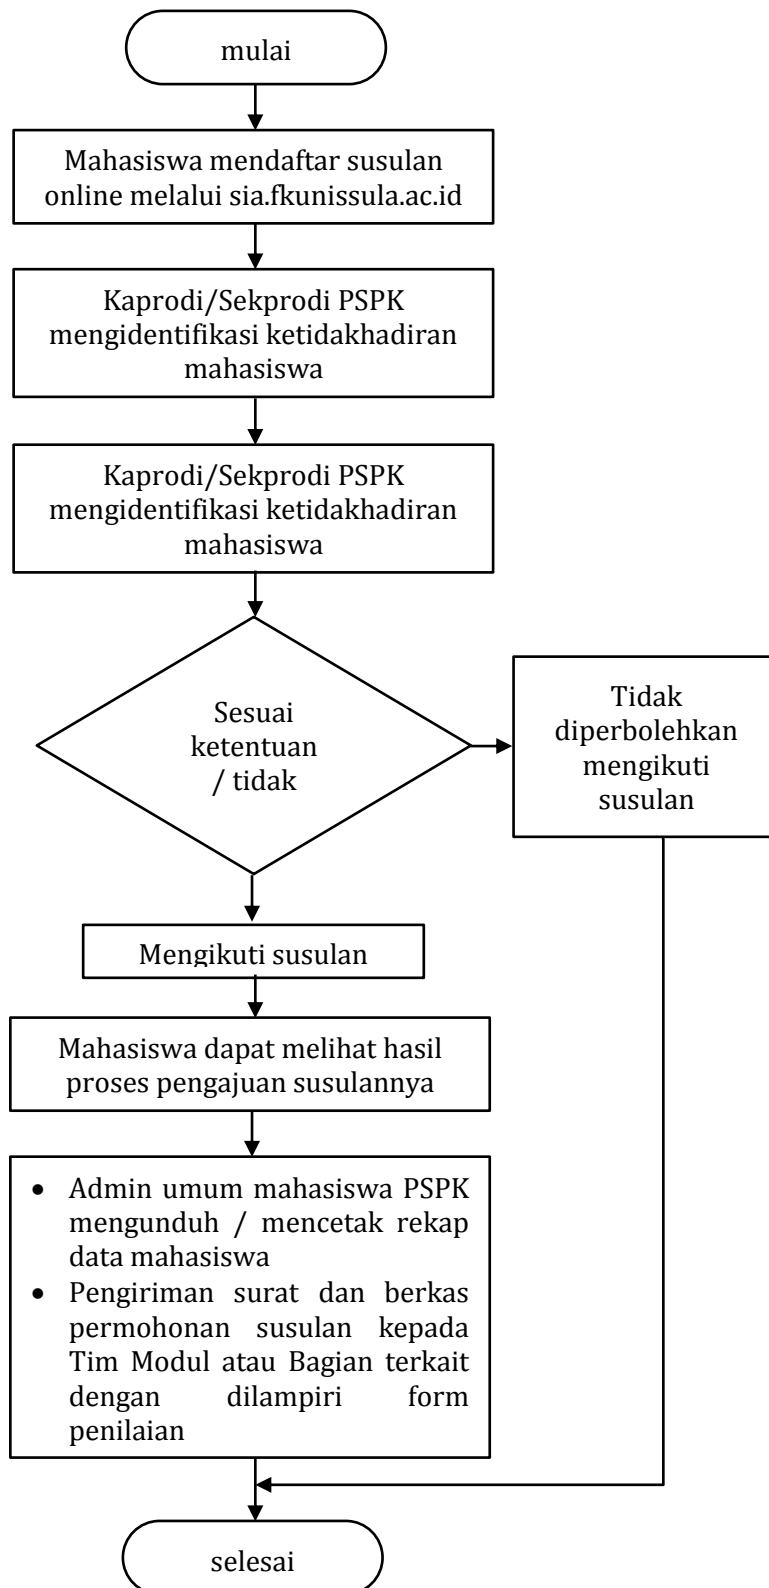 mulai
Mahasiswa mendaftar susulan
online melalui sia.fkunissula.ac.id
Kaprodi/Sekprodi PSPK
mengidentifikasi ketidakhadiran
mahasiswa
Kaprodi/Sekprodi PSPK
mengidentifikasi ketidakhadiran
mahasiswa
Sesuai
ketentuan
/ tidak
Tidak
diperbolehkan
mengikuti
susulan
Mengikuti susulan
Mahasiswa dapat melihat hasil
proses pengajuan susulannya
• Admin umum mahasiswa PSPK
mengunduh / mencetak rekap
data mahasiswa
• Pengiriman surat dan berkas
permohonan susulan kepada
Tim Modul atau Bagian terkait
dengan dilampiri form
penilaian
selesai